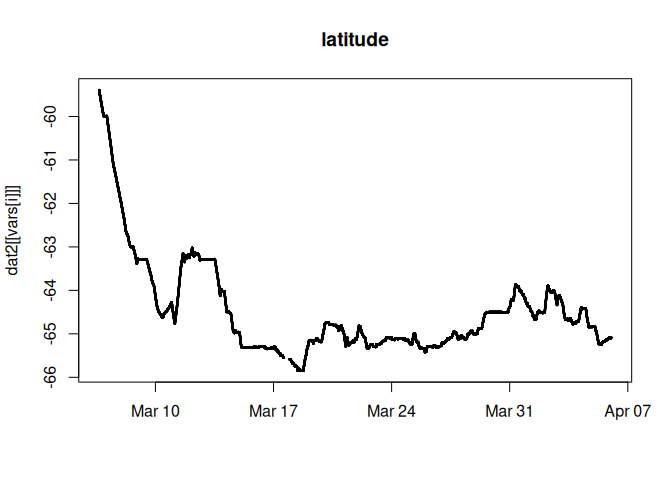 latitude
dat2[[vars[i]]]
-60
-61
-62
-63
-64
-65
-66
Mar 10
Mar 17
Mar 24
Mar 31
Apr 07